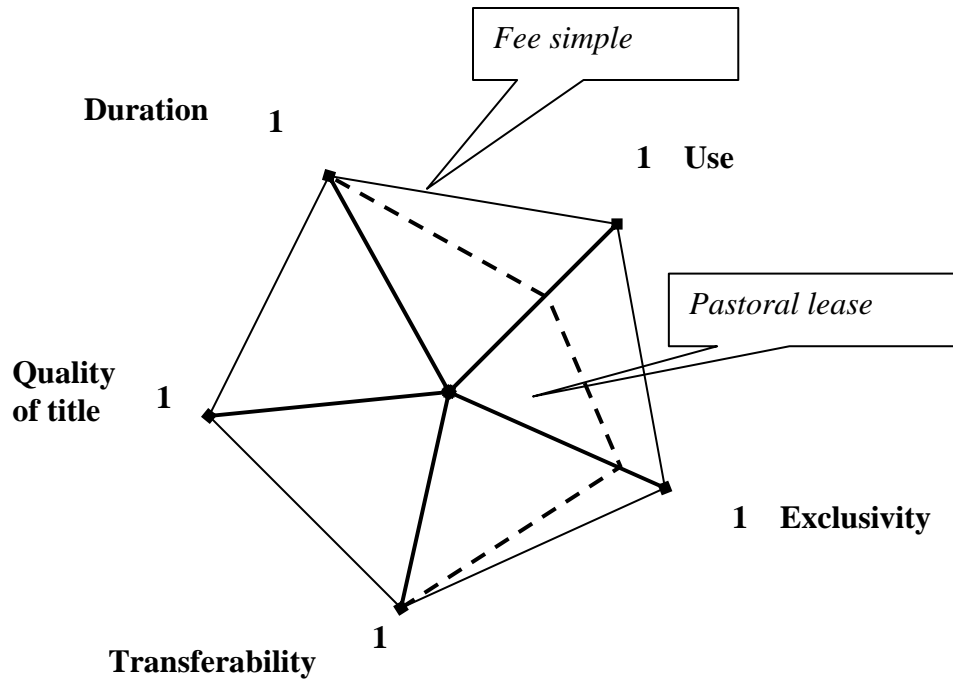 Fee simple
Duration 1
1 Use
Pastoral lease
Quality
of title 1
1 Exclusivity
1
Transferability